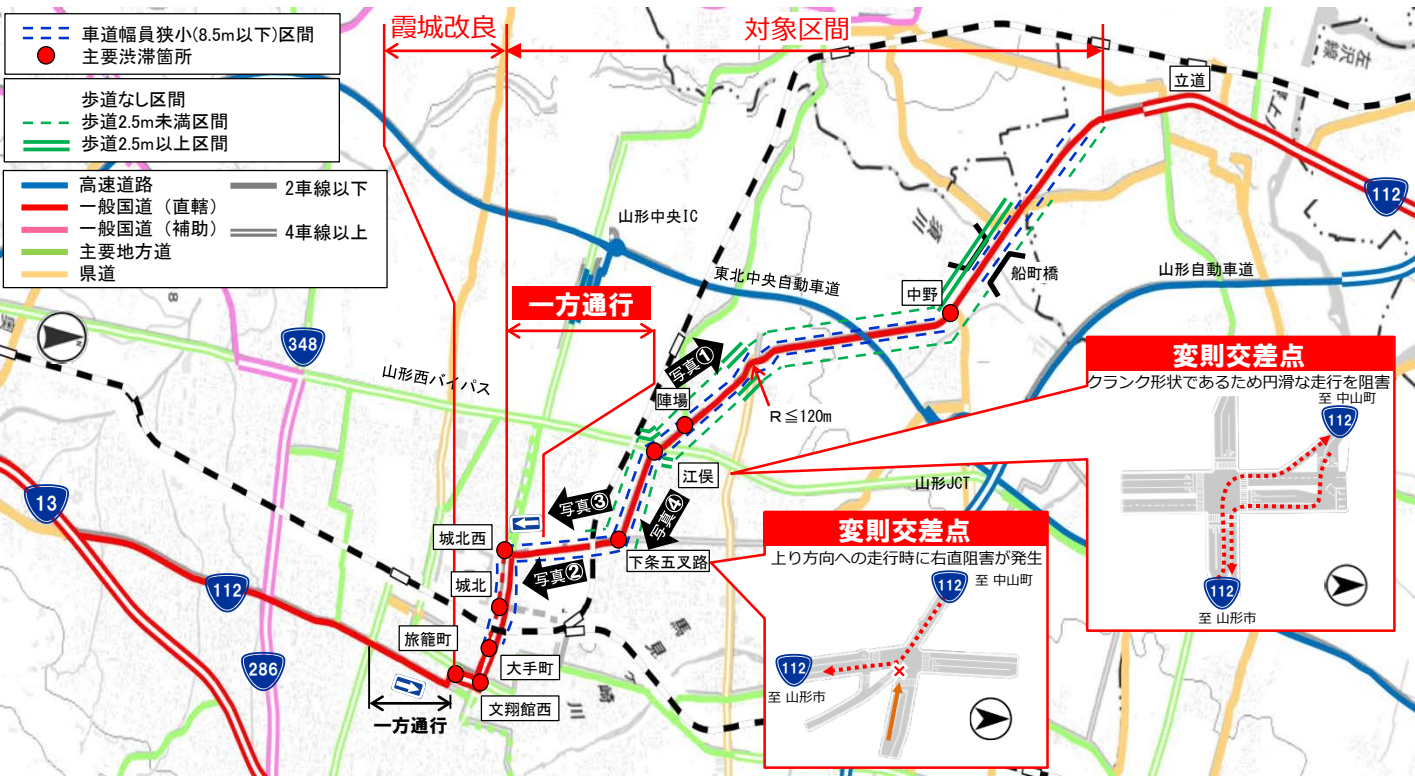 車道幅員狭小(8.5m以下)区間
主要渋滞箇所
歩道なし区間
歩道2.5m未満区間
歩道2.5m以上区間
高速道路
一般国道（直轄）
一般国道（補助）
主要地方道
県道
2車線以下
4車線以上
霞城改良
対象区間
立道
左沢線
112
須川
山形中央IC
東北中央自動車道
船町橋
山形自動車道
中野
一方通行
N
348
山形西バイパス
写真①
陣場
R≦120m
江俣
山形JCT
13
写真③
写真④
城北西
下条五叉路
写真②
城北
112
旅籠町
大手町
馬見ヶ崎川
286
文翔館西
一方通行
変則交差点
クランク形状であるため円滑な走行を阻害
至 中山町
112
112
至 山形市
変則交差点
上り方向への走行時に右直阻害が発生
112
至 中山町
112
至 山形市